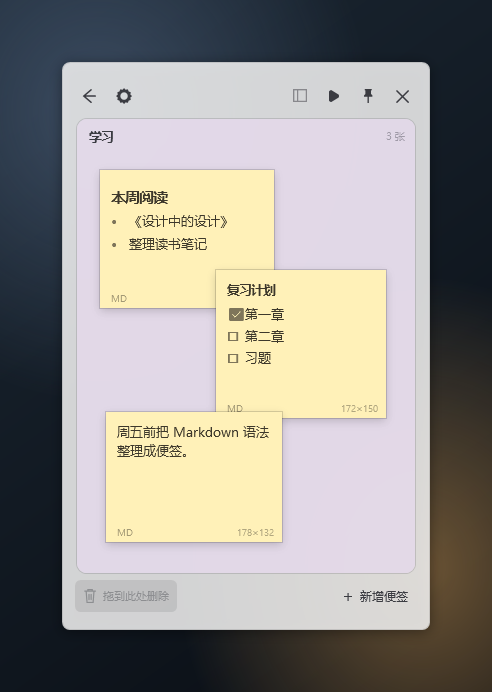 学习
3 张
本周阅读
• 《设计中的设计》
• 整理读书笔记
MD
复习计划
第一章
第二章
习题
MD
172×150
周五前把 Markdown 语法
整理成便签。
MD
178×132
拖到此处删除
+ 新增便签